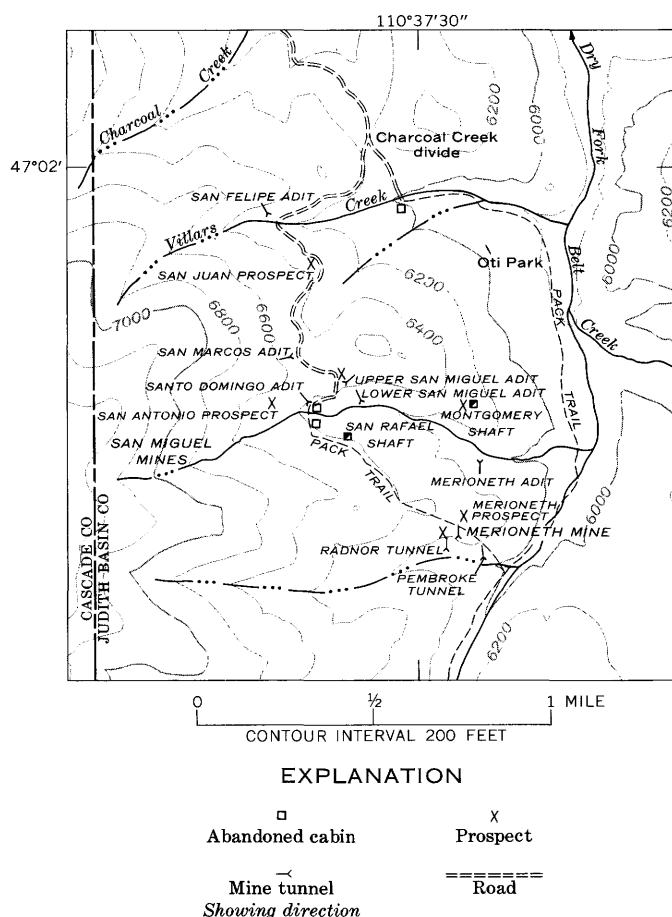 110°37'30"
47°02'
Charcoal Creek
Dry Fork Belt Creek
6200
6000
Charcoal Creek
divide
SAN FELIPE ADIT
Villars Creek
6200
6000
SAN JUAN PROSPECT
Oti Park
6200
PACK TRAIL
7000
6800
6600
6400
SAN MARCOS ADIT
UPPER SAN MIGUEL ADIT
SANTO DOMINGO ADIT
LOWER SAN MIGUEL ADIT
SAN ANTONIO PROSPECT
MONTGOMERY
SHAFT
SAN MIGUEL
MINES
SAN RAFAEL
SHAFT
PACK TRAIL
MERIONETH ADIT
6000
MERIONETH
PROSPECT
MERIONETH MINE
RADNOR TUNNEL
PEMBROKE
TUNNEL
CASCADE CO
JUDITH BASIN CO
6200
0 ½ 1 MILE
CONTOUR INTERVAL 200 FEET
EXPLANATION
Abandoned cabin
Prospect
Mine tunnel
Showing direction
Road